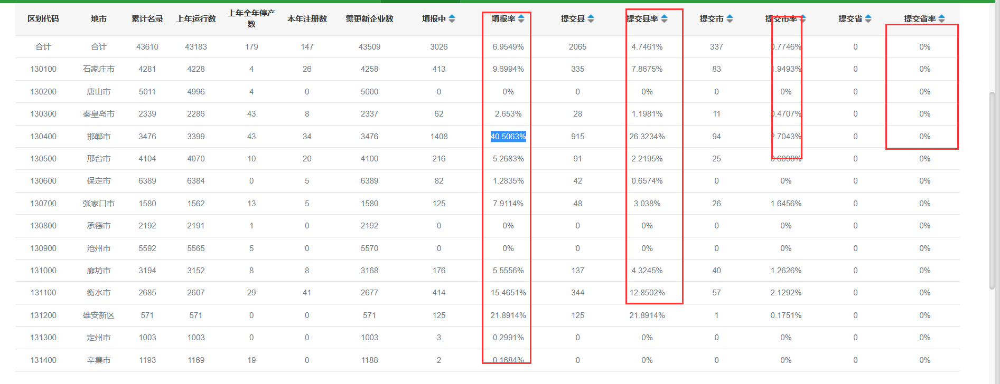 区划代码 地市 累计名录 上年运行数 上年全年停产数 本年注册数 需更新企业数 填报中 填报率 提交县 提交县率 提交市 提交市率 提交省 提交省率
合计 合计 43610 43183 179 147 43509 3026 6.9549% 2065 4.7461% 337 0.7746% 0 0%
130100 石家庄市 4281 4228 4 26 4258 413 9.6994% 335 7.8675% 83 1.9493% 0 0%
130200 唐山市 5011 4996 4 0 5000 0 0% 0 0% 0 0% 0 0%
130300 秦皇岛市 2339 2286 43 8 2337 62 2.653% 28 1.1981% 11 0.4707% 0 0%
130400 邯郸市 3476 3399 43 34 3476 1408 40.5063% 915 26.3234% 94 2.7043% 0 0%
130500 邢台市 4104 4070 10 20 4100 216 5.2683% 91 2.2195% 25 0.6098% 0 0%
130600 保定市 6389 6384 0 5 6389 82 1.2835% 42 0.6574% 0 0% 0 0%
130700 张家口市 1580 1562 13 5 1580 125 7.9114% 48 3.038% 26 1.6456% 0 0%
130800 承德市 2192 2191 1 0 2192 0 0% 0 0% 0 0% 0 0%
130900 沧州市 5592 5565 5 0 5570 0 0% 0 0% 0 0% 0 0%
131000 廊坊市 3194 3152 8 8 3168 176 5.5556% 137 4.3245% 40 1.2626% 0 0%
131100 衡水市 2685 2607 29 41 2677 414 15.4651% 344 12.8502% 57 2.1292% 0 0%
131200 雄安新区 571 571 0 0 571 125 21.8914% 125 21.8914% 1 0.1751% 0 0%
131300 定州市 1003 1003 0 0 1003 3 0.2991% 0 0% 0 0% 0 0%
131400 辛集市 1193 1169 19 0 1188 2 0.1684% 0 0% 0 0% 0 0%